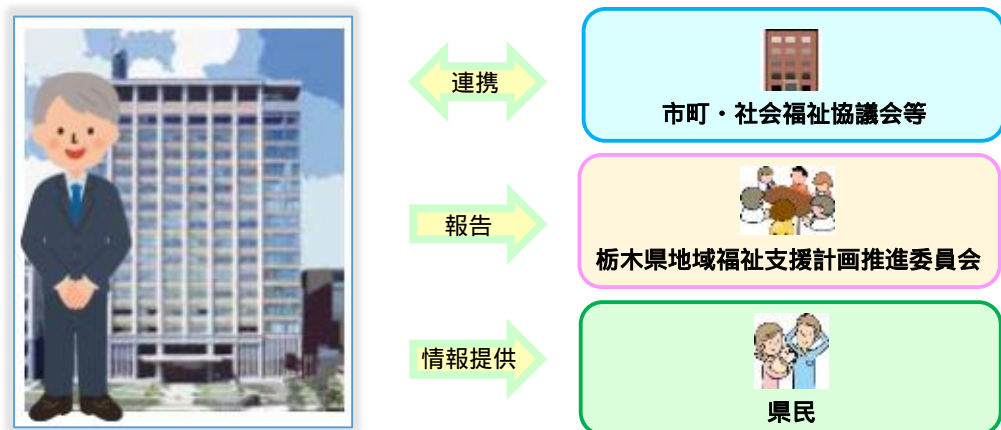 連携
市町・社会福祉協議会等
報告
栃木県地域福祉支援計画推進委員会
情報提供
県民